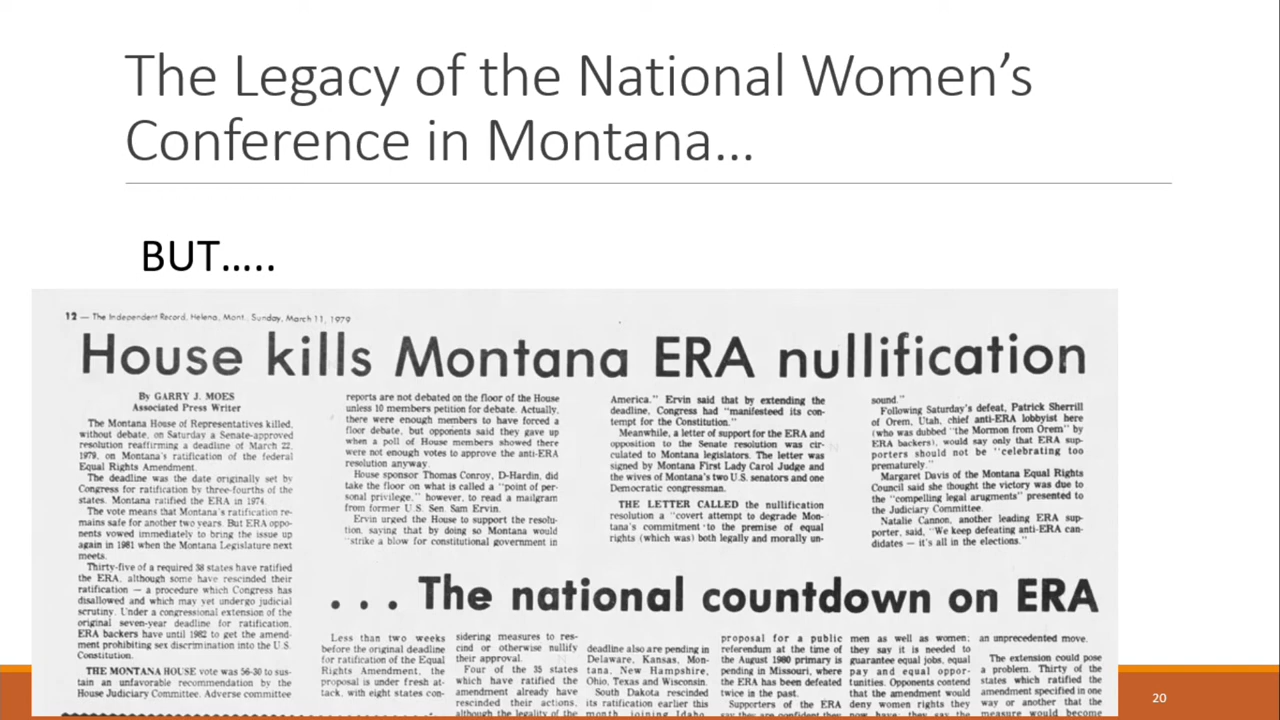 The Legacy of the National Women's
Conference in Montana...
BUT.....
12 — The Independent Record, Helena, Mont., Sunday, March 11, 1979
House kills Montana ERA nullification
By GARRY J. MOES
Associated Press Writer
The Montana House of Representatives killed,
without debate, on Saturday a Senate-approved
resolution reaffirming a deadline of March 22,
1979, on Montana's ratification of the federal
Equal Rights Amendment.
The deadline was the date originally set by
Congress for ratification by three-fourths of the
states. Montana ratified the ERA in 1974.
The vote means that Montana's ratification re-
mains safe for another two years. But ERA oppo-
nents vowed immediately to bring the issue up
again in 1981 when the Montana Legislature next
meets.
Thirty-five of a required 38 states have ratified
the ERA, although some have rescinded their
ratification — a procedure which Congress has
disallowed and which may yet undergo judicial
scrutiny. Under a congressional extension of the
original seven-year deadline for ratification,
ERA backers have until 1982 to get the amend-
ment prohibiting sex discrimination into the U.S.
Constitution.
THE MONTANA HOUSE vote was 56-30 to sus-
tain an unfavorable recommendation by the
House Judiciary Committee. Adverse committee
reports are not debated on the floor of the House
unless 10 members petition for debate. Actually,
there were enough members to have forced a
floor debate, but opponents said they gave up
when a poll of House members showed there
were not enough votes to approve the anti-ERA
resolution anyway.
House sponsor Thomas Conroy, D-Hardin, did
take the floor on what is called a "point of per-
sonal privilege," however, to read a mailgram
from former U.S. Sen. Sam Ervin.
Ervin urged the House to support the resolu-
tion, saying that by doing so Montana would
"strike a blow for constitutional government in
America." Ervin said that by extending the
deadline, Congress had "manifesteed its con-
tempt for the Constitution."
Meanwhile, a letter of support for the ERA and
opposition to the Senate resolution was cir-
culated to Montana legislators. The letter was
signed by Montana First Lady Carol Judge and
the wives of Montana's two U.S. senators and one
Democratic congressman.
THE LETTER CALLED the nullification
resolution a "covert attempt to degrade Mon-
tana's commitment to the premise of equal
rights (which was) both legally and morally un-
sound."
Following Saturday's defeat, Patrick Sherrill
of Orem, Utah, chief anti-ERA lobbyist here
(who was dubbed "the Mormon from Orem" by
ERA backers), would say only that ERA sup-
porters should not be "celebrating too
prematurely."
Margaret Davis of the Montana Equal Rights
Council said she thought the victory was due to
the "compelling legal arugments" presented to
the Judiciary Committee.
Natalie Cannon, another leading ERA sup-
porter, said, "We keep defeating anti-ERA can-
didates — it's all in the elections."
. . . The national countdown on ERA
Less than two weeks
before the original deadline
for ratification of the Equal
Rights Amendment, the
proposal is under fresh at-
tack, with eight states con-
sidering measures to res-
cind or otherwise nullify
their approval.
Four of the 35 states
which have ratified the
amendment already have
rescinded their actions,
although the legality of the
deadline also are pending in
Delaware, Kansas, Mon-
tana, New Hampshire,
Ohio, Texas and Wisconsin.
South Dakota rescinded
its ratification earlier this
month, joining Idaho,
proposal for a public
referendum at the time of
the August 1980 primary is
pending in Missouri, where
the ERA has been defeated
twice in the past.
Supporters of the ERA
say they are confident they
men as well as women;
they say it is needed to
guarantee equal jobs, equal
pay and equal oppor-
tunities. Opponents contend
that the amendment would
deny women rights they
now have; they say the
an unprecedented move.
The extension could pose
a problem. Thirty of the
states which ratified the
amendment specified in one
way or another that the
measure would become
20